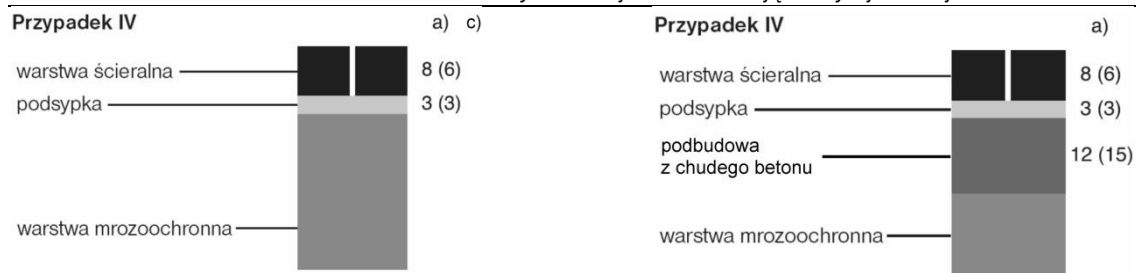 Przypadek IV a) c)
warstwa ścieralna 8 (6)
podsypka 3 (3)
warstwa mrozoochronna
Przypadek IV a)
warstwa ścieralna 8 (6)
podsypka 3 (3)
podbudowa
z chudego betonu 12 (15)
warstwa mrozoochronna